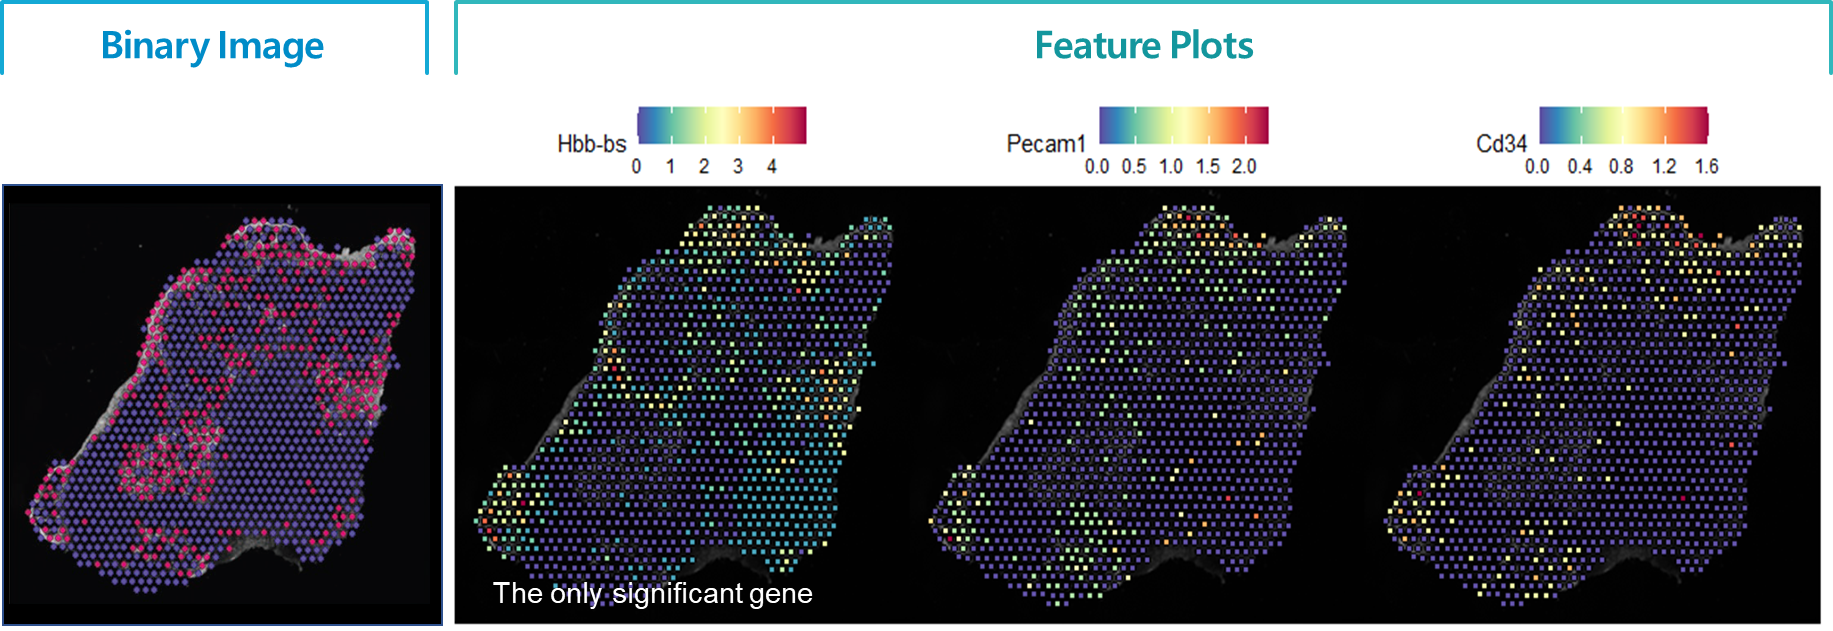 Binary Image
Feature Plots
Hbb-bs
0 1 2 3 4
Pecam1
0.0 0.5 1.0 1.5 2.0
Cd34
0.0 0.4 0.8 1.2 1.6
The only significant gene